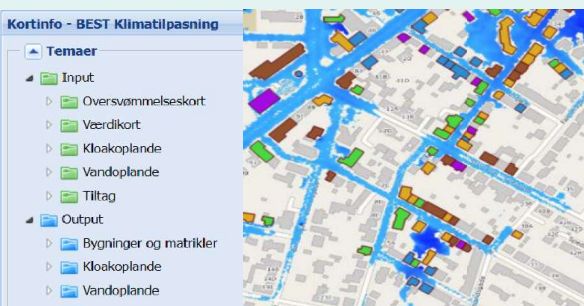 Kortinfo - BEST Klimatilpasning
Temaer
Input
Oversvømmelseskort
Værdikort
Kloakoplande
Vandoplande
Tiltag
Output
Bygninger og matrikler
Kloakoplande
Vandoplande